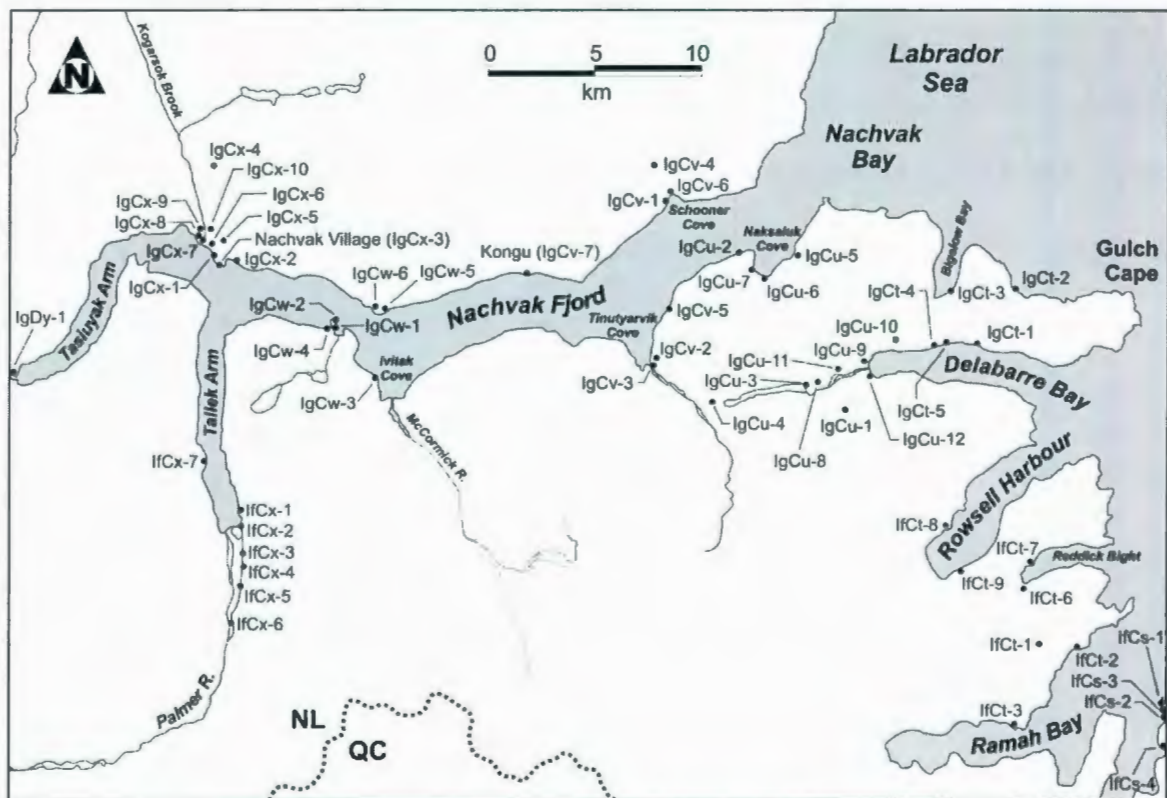 N
0 5 10
km
Labrador
Sea
Nachvak
Bay
Kogarsok Brook
IgCx-4
IgCx-10
IgCx-6
IgCx-5
IgCx-9
IgCx-8
IgCx-7
Nachvak Village (IgCx-3)
IgCx-2
IgCx-1
IgDy-1
Tasiuyak Arm
Tallek Arm
IgCw-6
IgCw-5
IgCw-2
IgCw-1
IgCw-4
Ivitak
Cove
IgCw-3
McCormick R.
Kongu (IgCv-7)
Nachvak Fjord
IgCv-4
IgCv-6
IgCv-1
Schooner
Cove
Naksaluk
Cove
IgCu-2
IgCu-5
IgCu-7
IgCu-6
Tinutyarvik
Cove
IgCv-5
IgCv-2
IgCv-3
IgCu-10
IgCu-9
IgCu-11
IgCu-3
IgCu-4
IgCu-8
IgCu-1
IgCu-12
Bigelow Bay
Gulch
Cape
IgCt-2
IgCt-3
IgCt-4
IgCt-1
IgCt-5
Delabarre Bay
Rowsell Harbour
IfCt-8
IfCt-9
IfCt-7
Reddick Bight
IfCt-6
IfCt-1
IfCt-2
IfCs-1
IfCs-3
IfCs-2
IfCt-3
Ramah Bay
IfCs-4
IfCx-7
IfCx-1
IfCx-2
IfCx-3
IfCx-4
IfCx-5
IfCx-6
Palmer R.
NL
QC